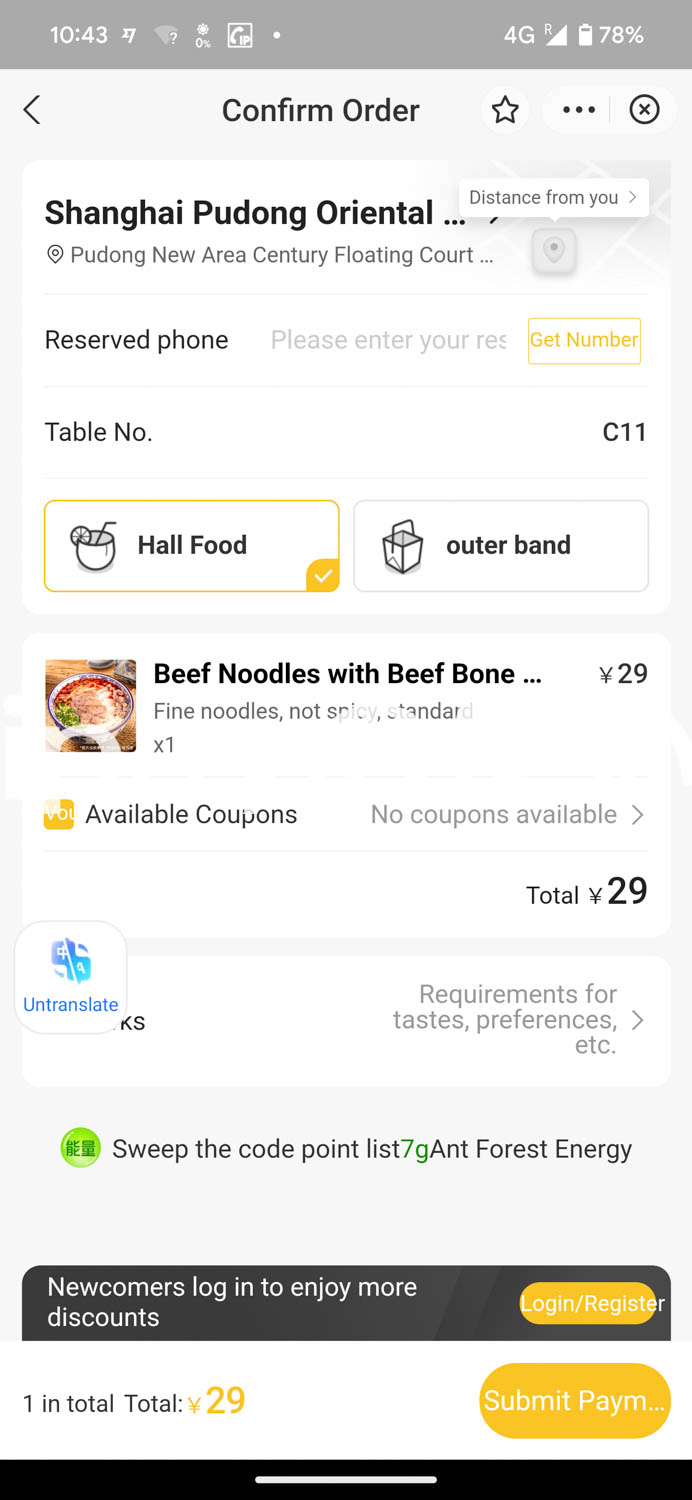 10:43
?
0%
IP
4G R 78%
Confirm Order
Shanghai Pudong Oriental ...
Distance from you
Pudong New Area Century Floating Court ...
Reserved phone
Please enter your res
Get Number
Table No.
C11
Hall Food
outer band
Beef Noodles with Beef Bone ...
¥29
Fine noodles, not spicy, standard
x1
Vou
Available Coupons
No coupons available
Total ¥29
Untranslate
rks
Requirements for
tastes, preferences,
etc.
能量
Sweep the code point list7gAnt Forest Energy
Newcomers log in to enjoy more
discounts
Login/Register
1 in total Total:¥29
Submit Paym...